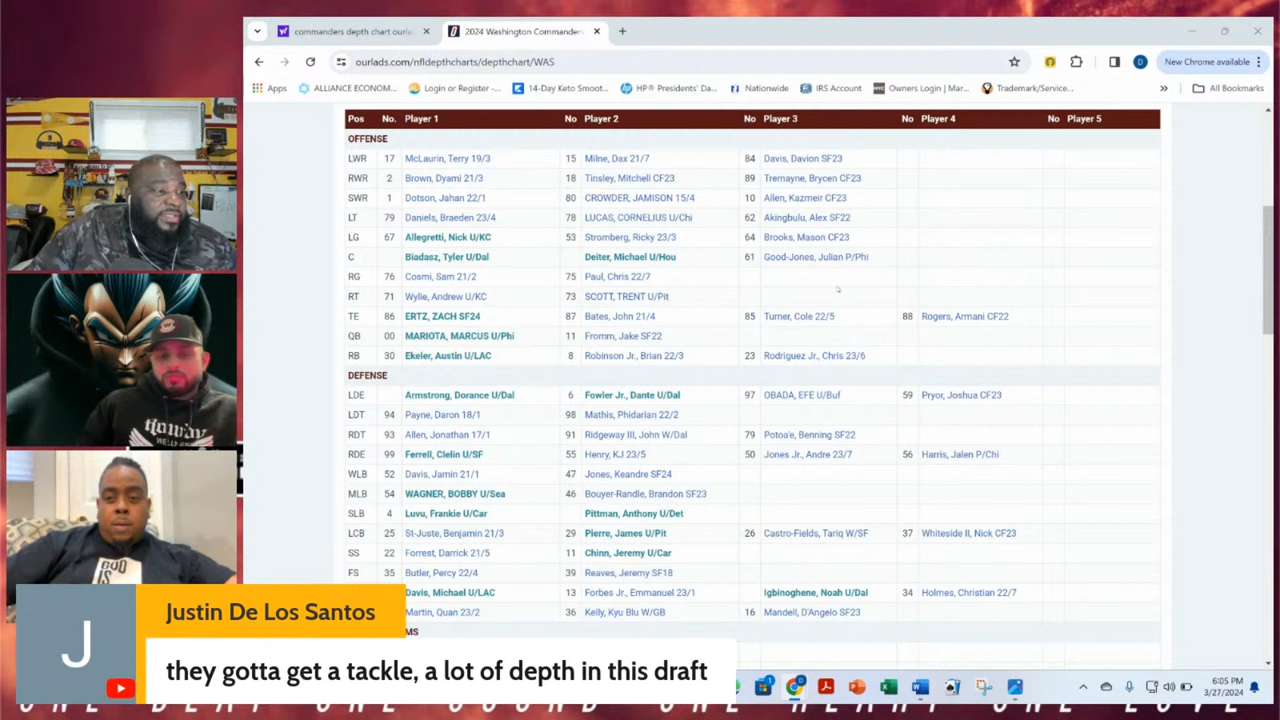 commanders depth chart ourla
2024 Washington Commander
ourlads.com/nfldepthcharts/depthchart/WAS
New Chrome available
Apps ALLIANCE ECONOM... Login or Register -... 14-Day Keto Smoot... HP® Presidents' Da... Nationwide IRS Account Owners Login | Mar... Trademark/Service... » All Bookmarks
Pos No. Player 1 No Player 2 No Player 3 No Player 4 No Player 5
OFFENSE
LWR 17 McLaurin, Terry 19/3 15 Milne, Dax 21/7 84 Davis, Davion SF23
RWR 2 Brown, Dyami 21/3 18 Tinsley, Mitchell CF23 89 Tremayne, Brycen CF23
SWR 1 Dotson, Jahan 22/1 80 CROWDER, JAMISON 15/4 10 Allen, Kazmeir CF23
LT 79 Daniels, Braeden 23/4 78 LUCAS, CORNELIUS U/Chi 62 Akingbulu, Alex SF22
LG 67 Allegretti, Nick U/KC 53 Stromberg, Ricky 23/3 64 Brooks, Mason CF23
C Biadasz, Tyler U/Dal Deiter, Michael U/Hou 61 Good-Jones, Julian P/Phi
RG 76 Cosmi, Sam 21/2 75 Paul, Chris 22/7
RT 71 Wylie, Andrew U/KC 73 SCOTT, TRENT U/Pit
TE 86 ERTZ, ZACH SF24 87 Bates, John 21/4 85 Turner, Cole 22/5 88 Rogers, Armani CF22
QB 00 MARIOTA, MARCUS U/Phi 11 Fromm, Jake SF22
RB 30 Ekeler, Austin U/LAC 8 Robinson Jr., Brian 22/3 23 Rodriguez Jr., Chris 23/6
DEFENSE
LDE Armstrong, Dorance U/Dal 6 Fowler Jr., Dante U/Dal 97 OBADA, EFE U/Buf 59 Pryor, Joshua CF23
LDT 94 Payne, Daron 18/1 98 Mathis, Phidarian 22/2
RDT 93 Allen, Jonathan 17/1 91 Ridgeway III, John W/Dal 79 Potoa'e, Benning SF22
RDE 99 Ferrell, Clelin U/SF 55 Henry, KJ 23/5 50 Jones Jr., Andre 23/7 56 Harris, Jalen P/Chi
WLB 52 Davis, Jamin 21/1 47 Jones, Keandre SF24
MLB 54 WAGNER, BOBBY U/Sea 46 Bouyer-Randle, Brandon SF23
SLB 4 Luvu, Frankie U/Car Pittman, Anthony U/Det
LCB 25 St-Juste, Benjamin 21/3 29 Pierre, James U/Pit 26 Castro-Fields, Tariq W/SF 37 Whiteside II, Nick CF23
SS 22 Forrest, Darrick 21/5 11 Chinn, Jeremy U/Car
FS 35 Butler, Percy 22/4 39 Reaves, Jeremy SF18
Davis, Michael U/LAC 13 Forbes Jr., Emmanuel 23/1 Igbinoghene, Noah U/Dal 34 Holmes, Christian 22/7
Martin, Quan 23/2 36 Kelly, Kyu Blu W/GB 16 Mandell, D'Angelo SF23
MS
J
Justin De Los Santos
they gotta get a tackle, a lot of depth in this draft
6:05 PM
3/27/2024